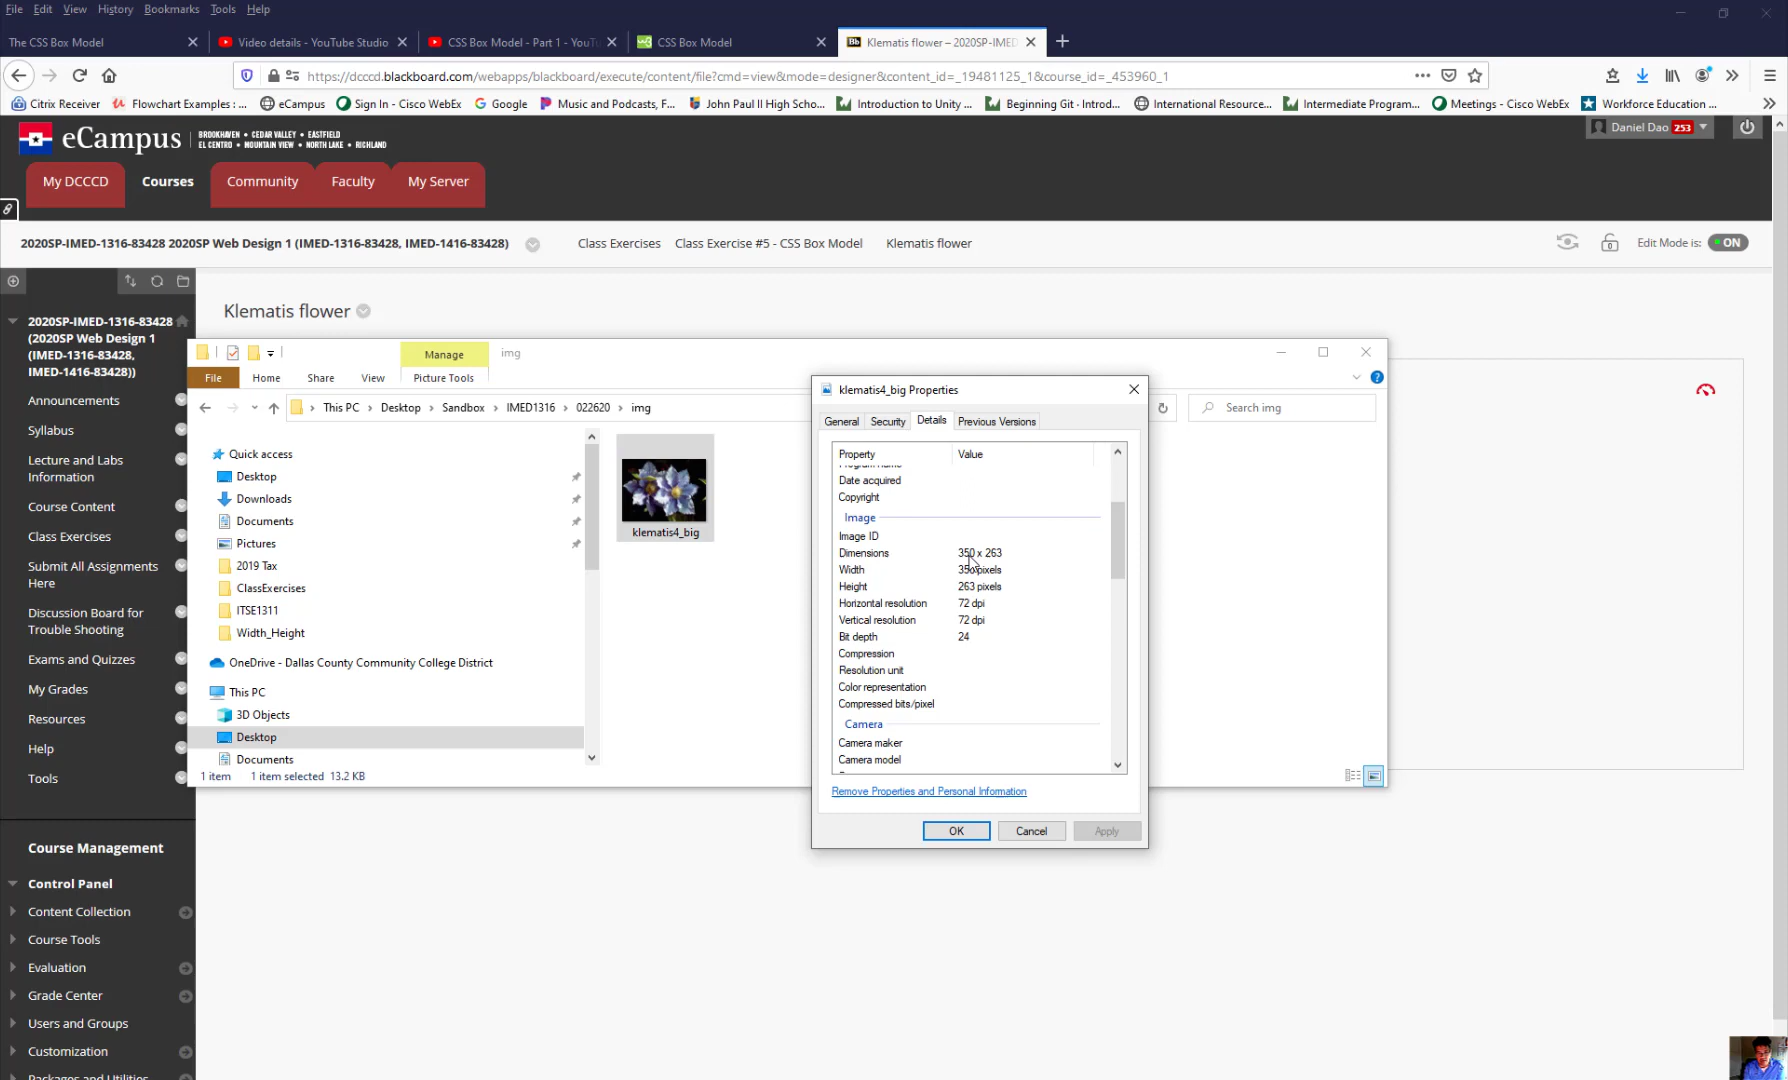 File Edit View History Bookmarks Tools Help
The CSS Box Model
Video details - YouTube Studio
CSS Box Model - Part 1 - YouTu
CSS Box Model
Bb Klematis flower – 2020SP-IMED
https://dcccd.blackboard.com/webapps/blackboard/execute/content/file?cmd=view&mode=designer&content_id=_19481125_1&course_id=_453960_1
Citrix Receiver Flowchart Examples : ... eCampus Sign In - Cisco WebEx Google Music and Podcasts, F... John Paul II High Scho... Introduction to Unity ... Beginning Git - Introd... International Resource... Intermediate Program... Meetings - Cisco WebEx Workforce Education ...
eCampus
BROOKHAVEN • CEDAR VALLEY • EASTFIELD
EL CENTRO • MOUNTAIN VIEW • NORTH LAKE • RICHLAND
Daniel Dao 253
My DCCCD Courses Community Faculty My Server
2020SP-IMED-1316-83428 2020SP Web Design 1 (IMED-1316-83428, IMED-1416-83428)
Class Exercises Class Exercise #5 - CSS Box Model Klematis flower
Edit Mode is: ON
2020SP-IMED-1316-83428
(2020SP Web Design 1
(IMED-1316-83428,
IMED-1416-83428))
Announcements
Syllabus
Lecture and Labs
Information
Course Content
Class Exercises
Submit All Assignments
Here
Discussion Board for
Trouble Shooting
Exams and Quizzes
My Grades
Resources
Help
Tools
Course Management
Control Panel
Content Collection
Course Tools
Evaluation
Grade Center
Users and Groups
Customization
Packages and Utilities
Klematis flower
Manage
img
File Home Share View Picture Tools
This PC Desktop Sandbox IMED1316 022620 img
Search img
Quick access
Desktop
Downloads
Documents
Pictures
2019 Tax
ClassExercises
ITSE1311
Width_Height
OneDrive - Dallas County Community College District
This PC
3D Objects
Desktop
Documents
1 item 1 item selected 13.2 KB
klematis4_big
klematis4_big Properties
General Security Details Previous Versions
Property Value
Program name
Date acquired
Copyright
Image
Image ID
Dimensions 350 x 263
Width 350 pixels
Height 263 pixels
Horizontal resolution 72 dpi
Vertical resolution 72 dpi
Bit depth 24
Compression
Resolution unit
Color representation
Compressed bits/pixel
Camera
Camera maker
Camera model
Remove Properties and Personal Information
OK Cancel Apply